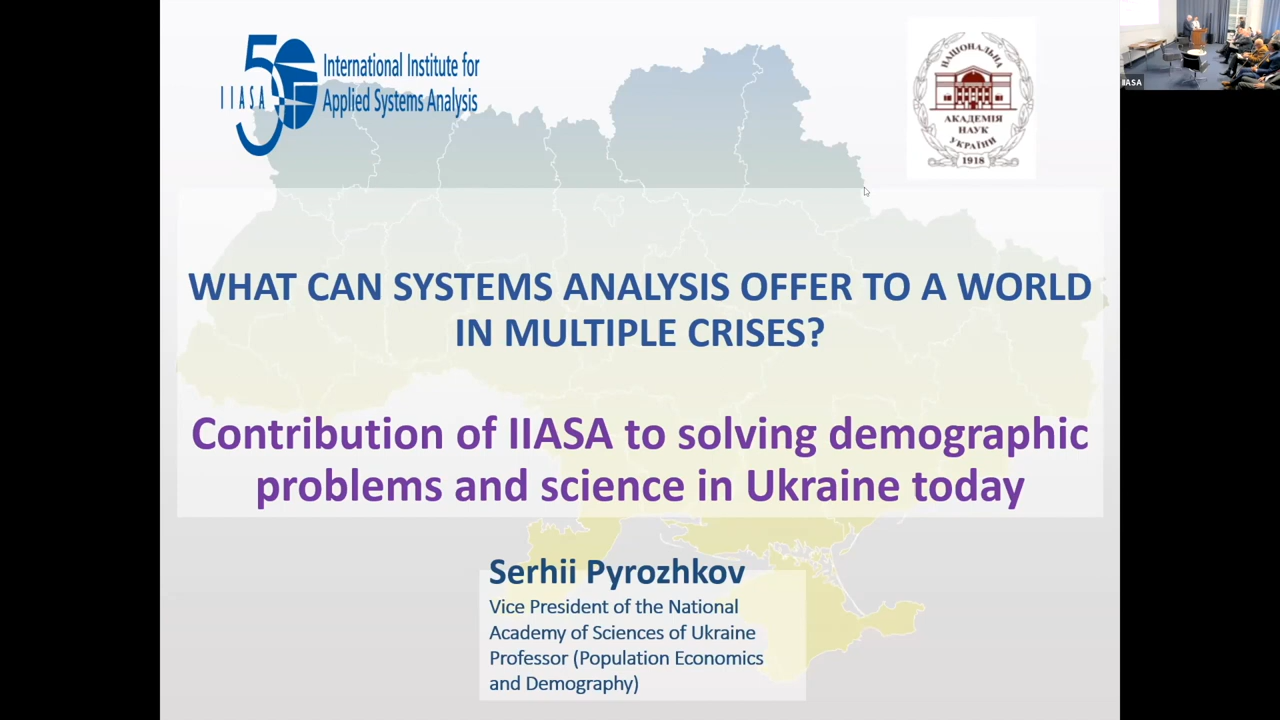 50
IIASA
International Institute for
Applied Systems Analysis
НАЦІОНАЛЬНА
АКАДЕМІЯ
НАУК
УКРАЇНИ
1918
IIASA
WHAT CAN SYSTEMS ANALYSIS OFFER TO A WORLD
IN MULTIPLE CRISES?
Contribution of IIASA to solving demographic
problems and science in Ukraine today
Serhii Pyrozhkov
Vice President of the National
Academy of Sciences of Ukraine
Professor (Population Economics
and Demography)